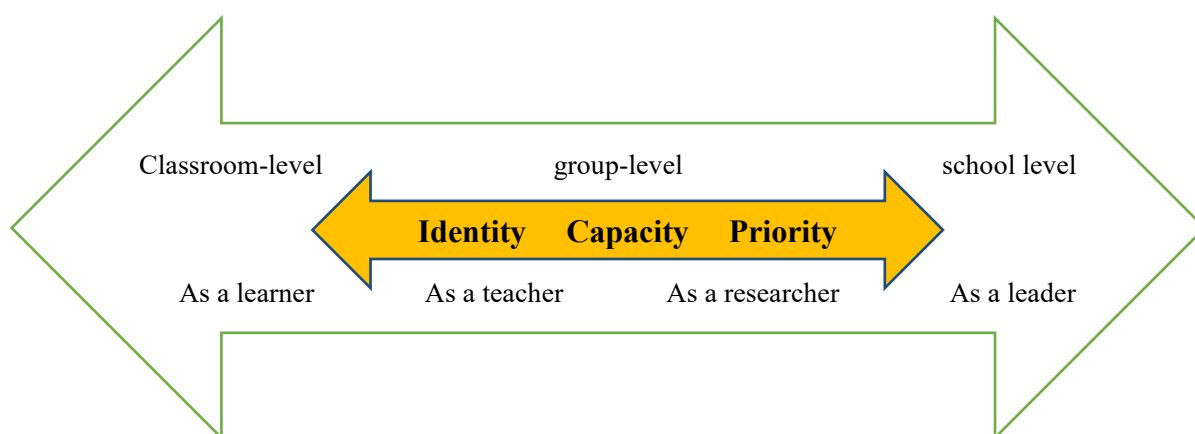 Classroom-level group-level school level
Identity Capacity Priority
As a learner As a teacher As a researcher As a leader